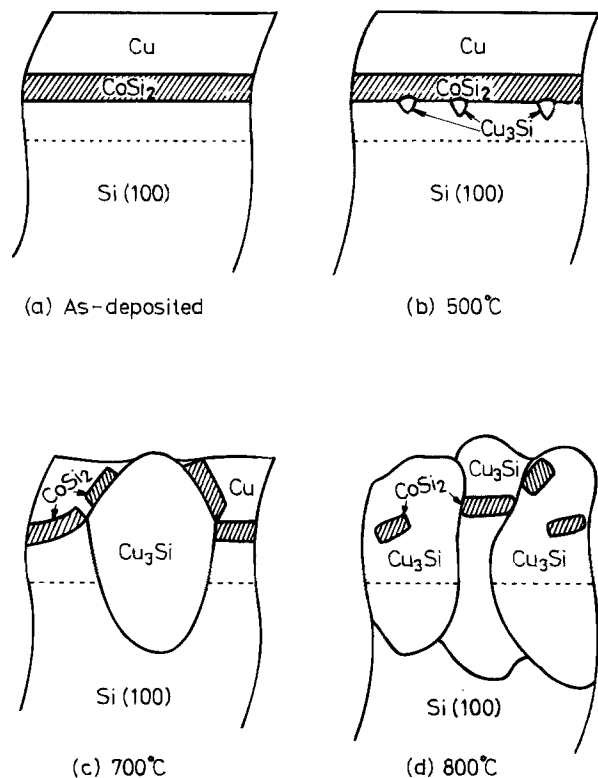 Cu
CoSi₂
Si (100)
(a) As-deposited
Cu
CoSi₂
Cu₃Si
Si (100)
(b) 500°C
CoSi₂
Cu
Cu₃Si
Si (100)
(c) 700°C
Cu₃Si
CoSi₂
Cu₃Si
Cu₃Si
Si (100)
(d) 800°C